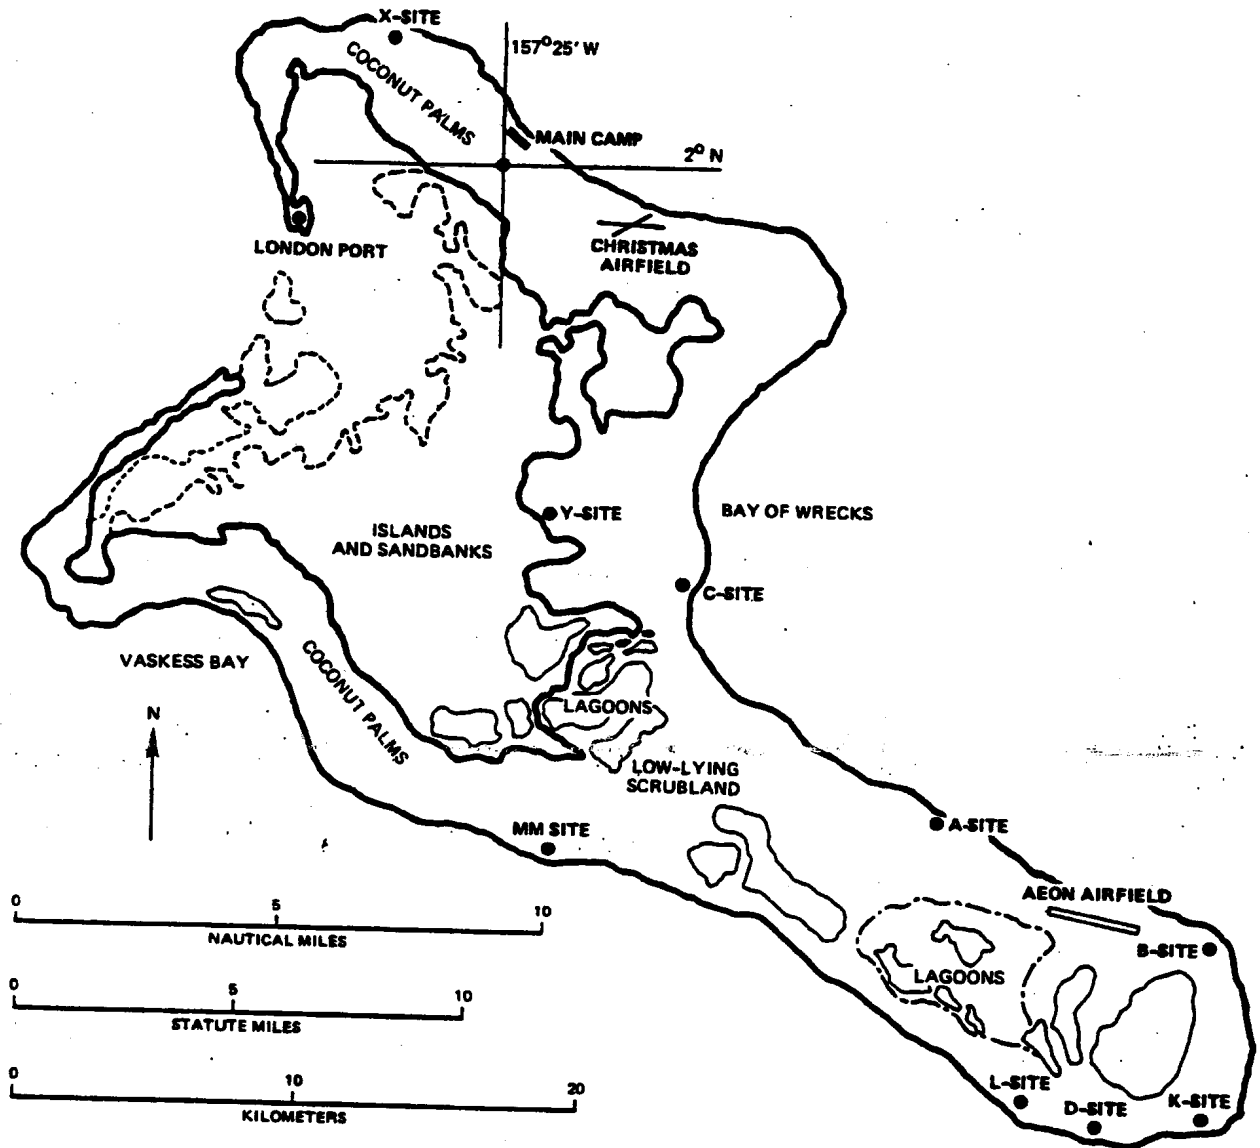 X-SITE
157°25' W
COCONUT PALMS
MAIN CAMP
2° N
LONDON PORT
CHRISTMAS
AIRFIELD
Y-SITE
BAY OF WRECKS
ISLANDS
AND SANDBANKS
C-SITE
VASKESS BAY
COCONUT PALMS
LAGOONS
N
LOW-LYING
SCRUBLAND
MM SITE
A-SITE
AEON AIRFIELD
B-SITE
LAGOONS
0 5 10
NAUTICAL MILES
0 5 10
STATUTE MILES
0 10 20
KILOMETERS
L-SITE
D-SITE
K-SITE